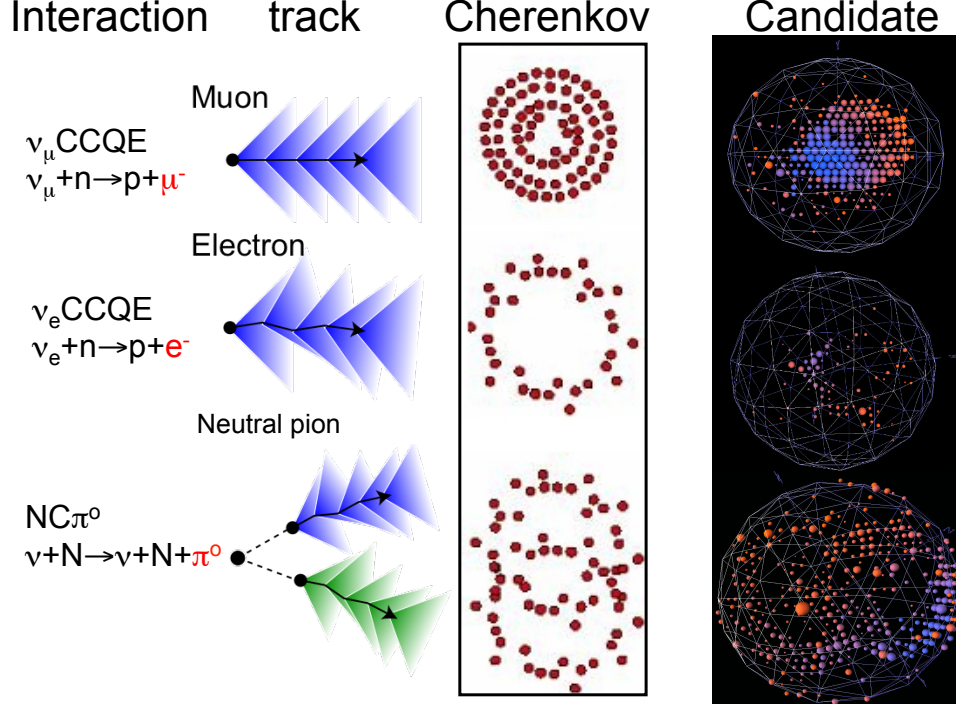 Interaction track Cherenkov Candidate
Muon
νμCCQE
νμ+n→p+μ-
Electron
νeCCQE
νe+n→p+e-
Neutral pion
NCπo
ν+N→ν+N+πo